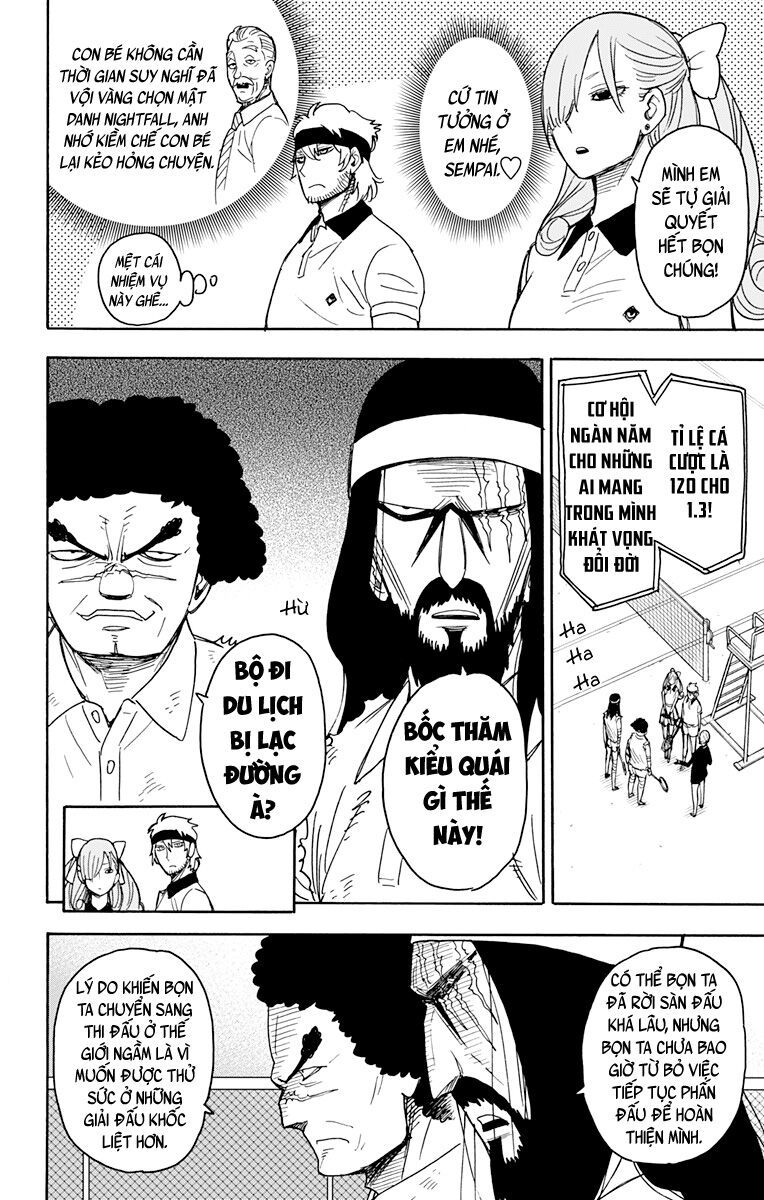 MÌNH EM
SẼ TỰ GIẢI
QUYẾT
HẾT BỌN
CHÚNG!
CỨ TIN
TƯỞNG Ở
EM NHÉ,
SEMPAI.♡
CON BÉ KHÔNG CẦN
THỜI GIAN SUY NGHĨ ĐÃ
VỘI VÀNG CHỌN MẬT
DANH NIGHTFALL, ANH
NHỚ KIỀM CHẾ CON BÉ
LẠI KẺO HỎNG CHUYỆN.
MỆT CÁI
NHIỆM VỤ
NÀY GHÊ...
TỈ LỆ CÁ
CƯỢC LÀ
120 CHO
1.3!
CƠ HỘI
NGÀN NĂM
CHO NHỮNG
AI MANG
TRONG MÌNH
KHÁT VỌNG
ĐỔI ĐỜI
Ha
Ha
Ha
BỐC THĂM
KIỂU QUÁI
GÌ THẾ
NÀY!
Hừ
BỘ ĐI
DU LỊCH
BỊ LẠC
ĐƯỜNG
À?
CÓ THỂ BỌN TA
ĐÃ RỜI SÀN ĐẤU
KHÁ LÂU, NHƯNG
BỌN TA CHƯA BAO
GIỜ TỪ BỎ VIỆC
TIẾP TỤC PHẤN
ĐẤU ĐỂ HOÀN
THIỆN MÌNH.
LÝ DO KHIẾN BỌN
TA CHUYỂN SANG
THI ĐẤU Ở THẾ
GIỚI NGẦM LÀ VÌ
MUỐN ĐƯỢC THỬ
SỨC Ở NHỮNG
GIẢI ĐẤU KHỐC
LIỆT HƠN.